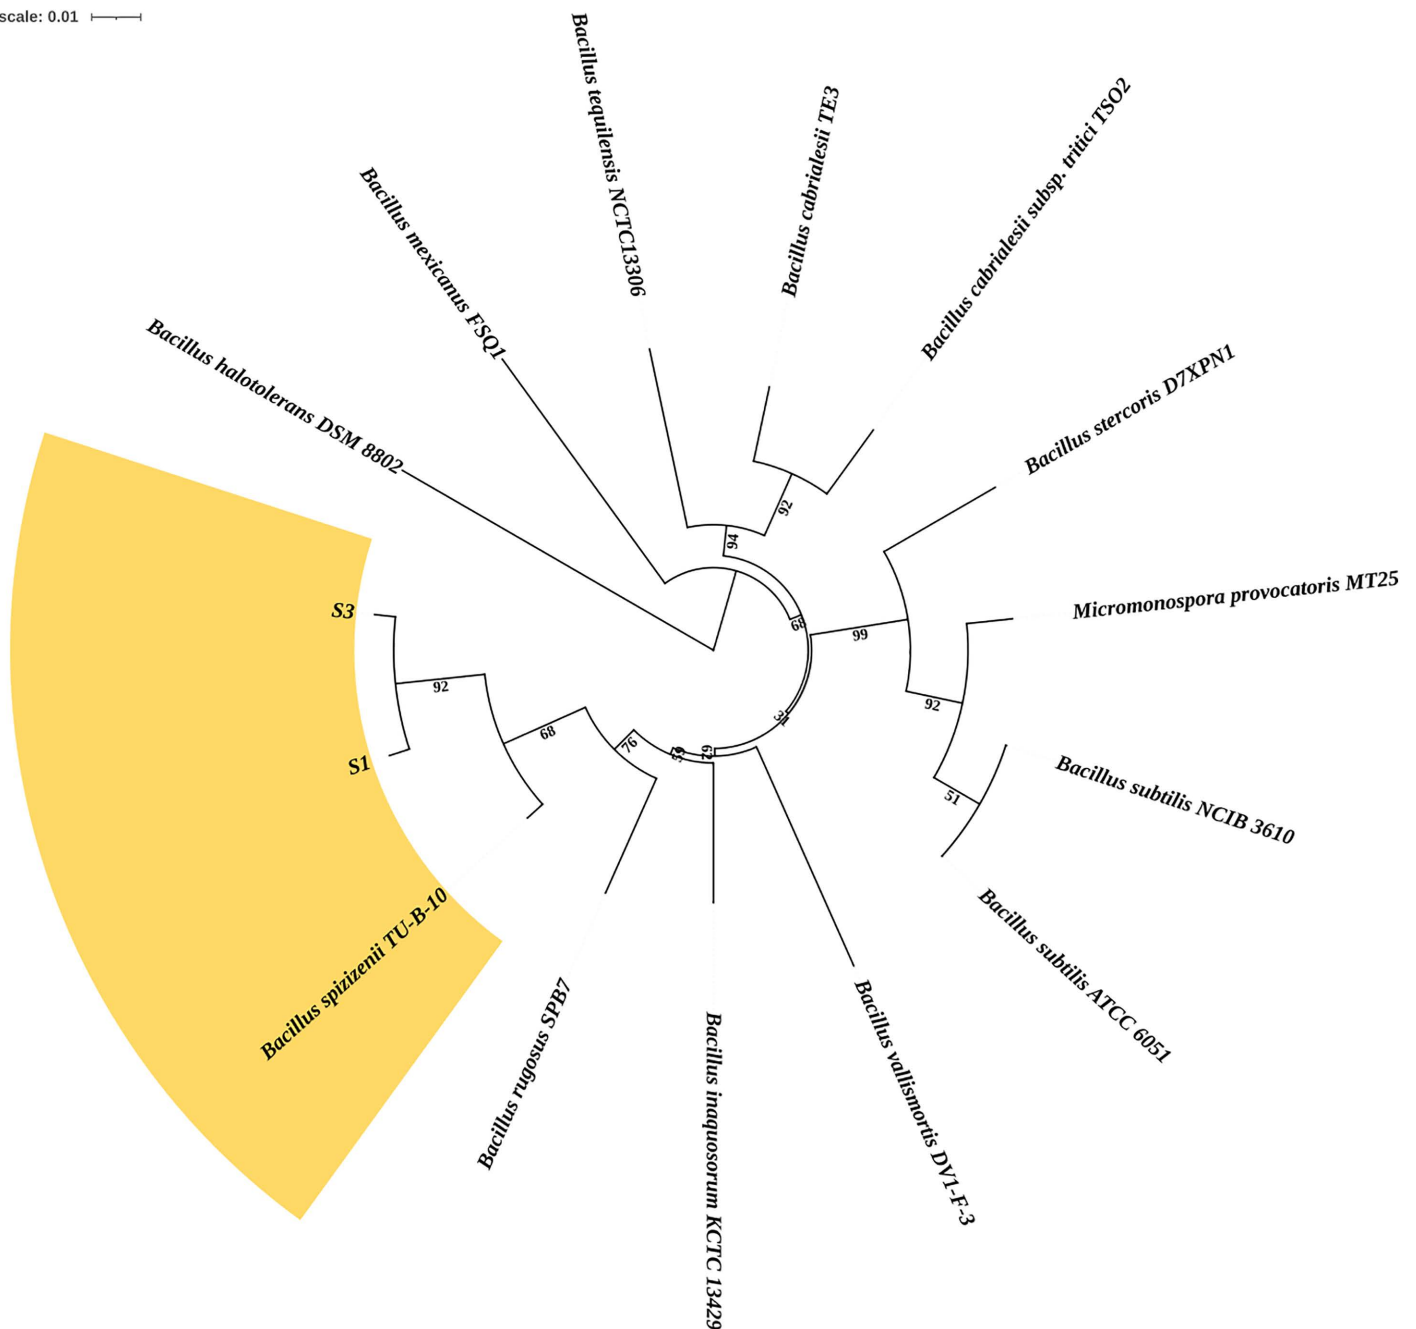 scale: 0.01
Bacillus tequilensis NCTC13306
Bacillus cabrialesii TE3
Bacillus cabrialesii subsp. tritici TSO2
Bacillus mexicanus FSQ1
Bacillus halotolerans DSM 8802
Bacillus stercoris D7XPN1
Micromonospora provocatoris MT25
Bacillus subtilis NCIB 3610
Bacillus subtilis ATCC 6051
Bacillus vallismortis DV1-F-3
Bacillus inaquosorum KCTC 13429
Bacillus rugosus SPB7
Bacillus spizizenii TU-B-10
S1
S3
92
94
68
99
92
51
31
62
59
76
68
92